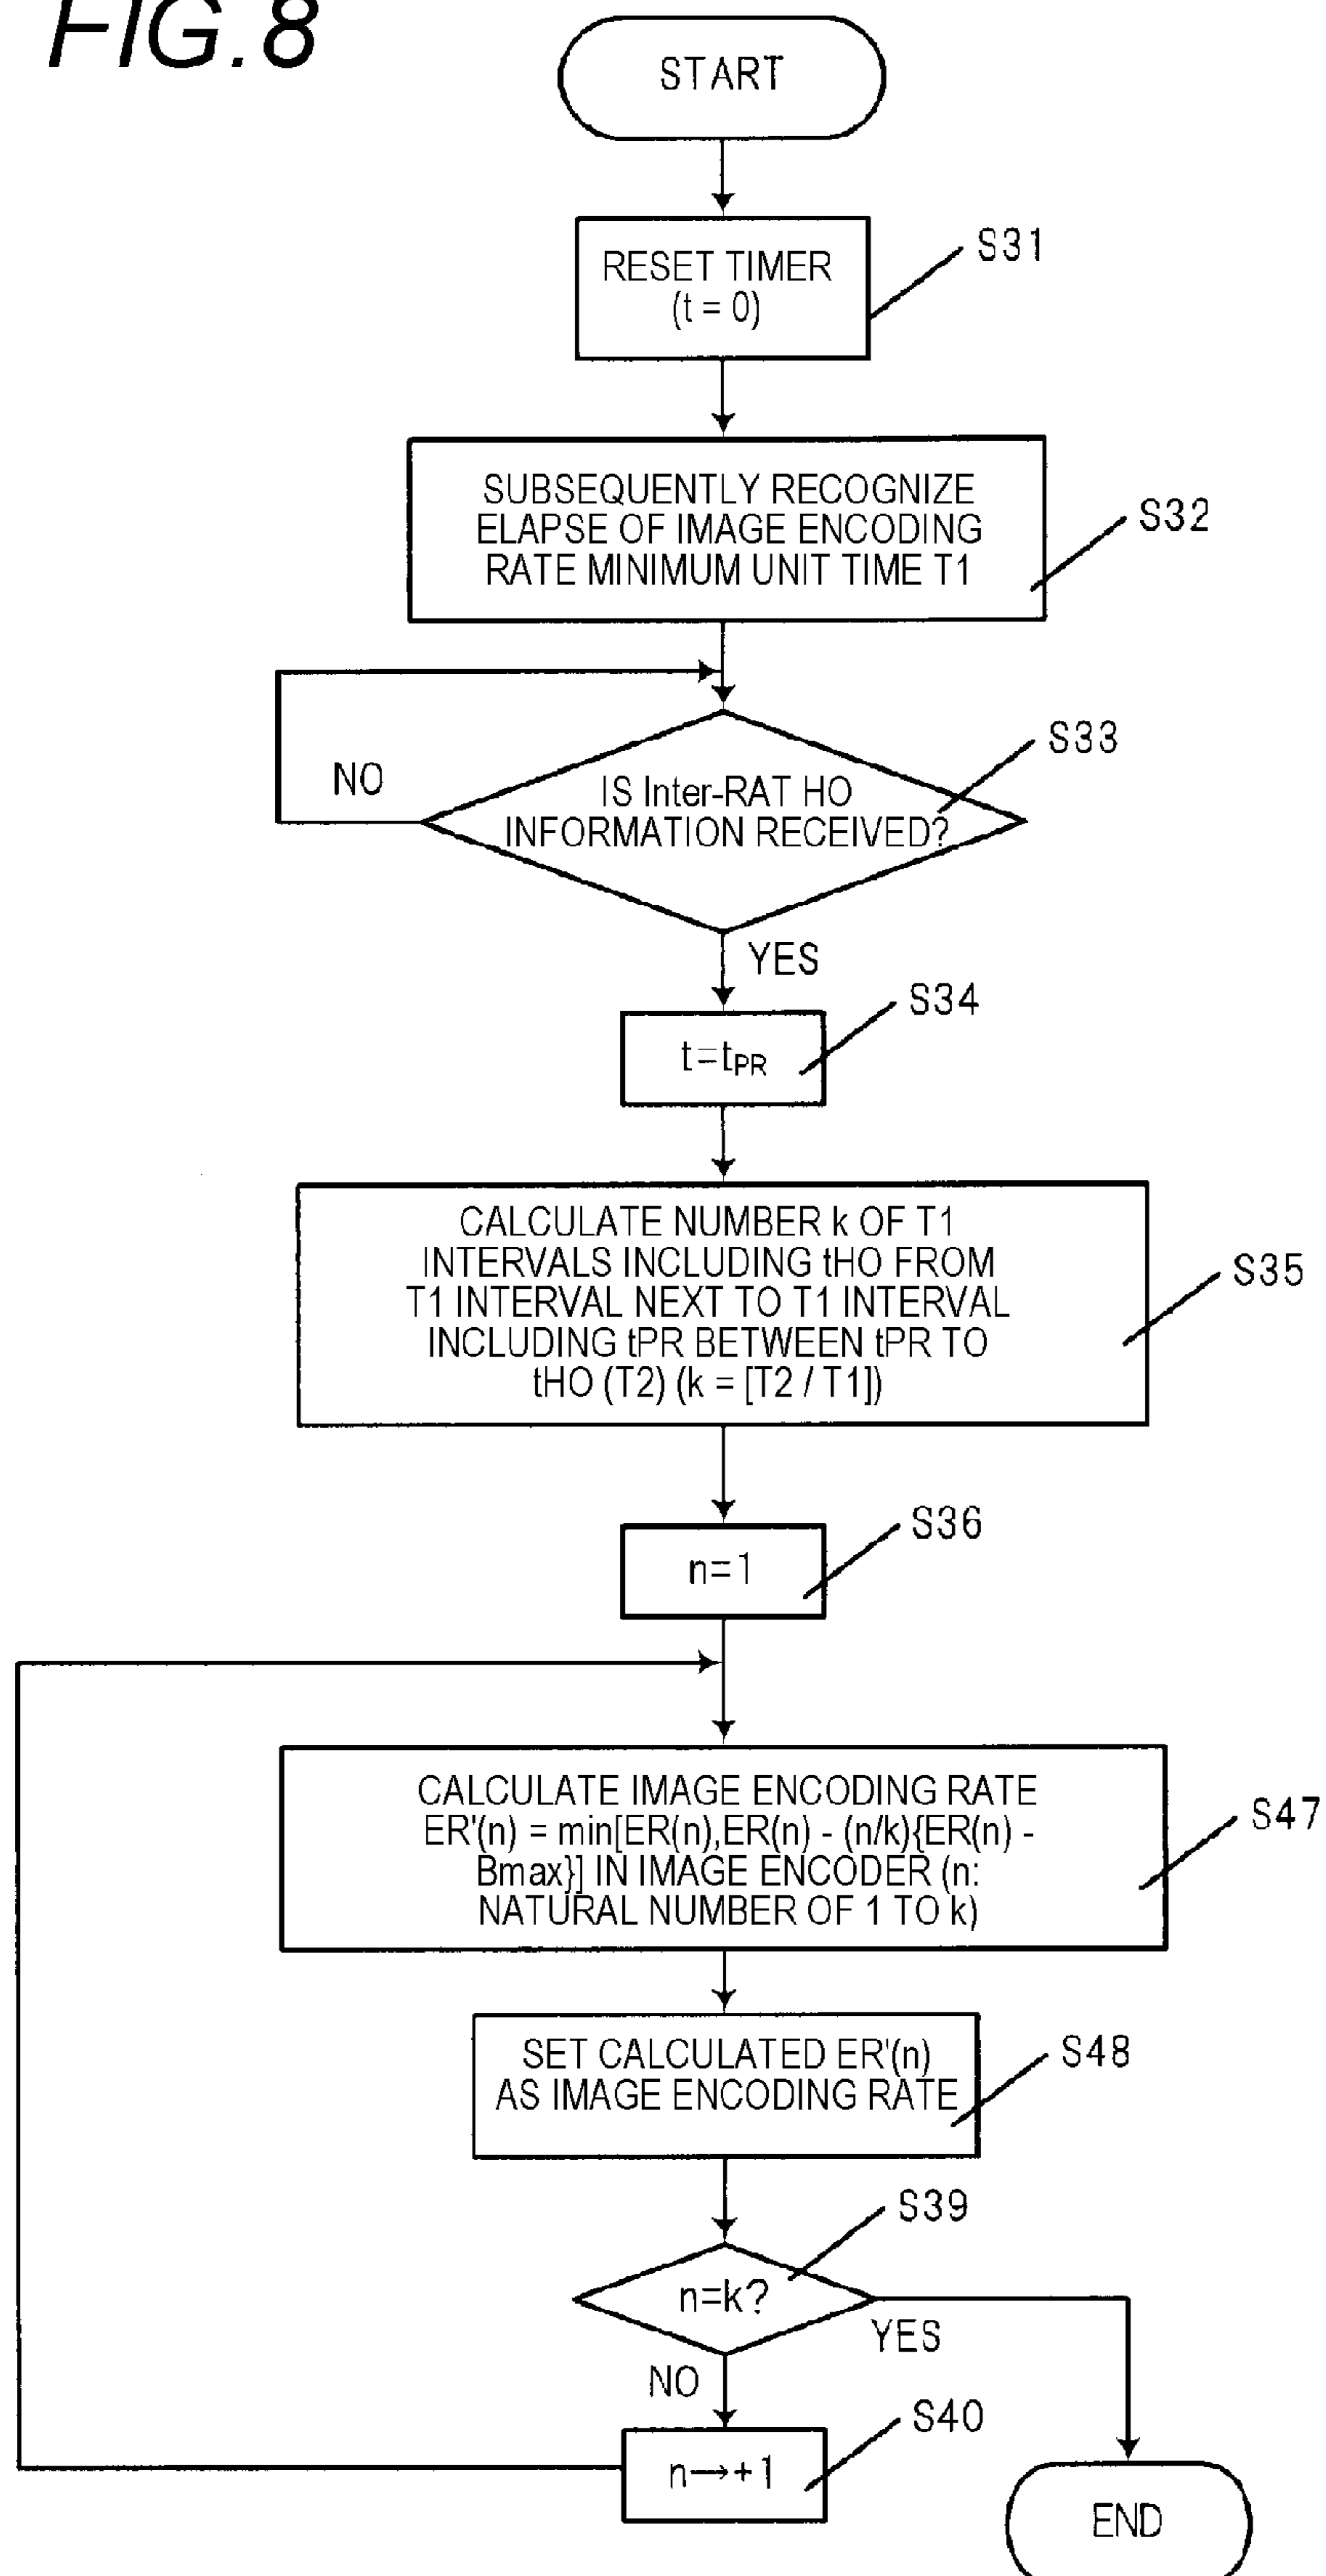 FIG.8
START
RESET TIMER
(t = 0)
S31
SUBSEQUENTLY RECOGNIZE
ELAPSE OF IMAGE ENCODING
RATE MINIMUM UNIT TIME T1
S32
IS Inter-RAT HO
INFORMATION RECEIVED?
S33
NO
YES
t=tPR
S34
CALCULATE NUMBER k OF T1
INTERVALS INCLUDING tHO FROM
T1 INTERVAL NEXT TO T1 INTERVAL
INCLUDING tPR BETWEEN tPR TO
tHO (T2) (k = [T2 / T1])
S35
n=1
S36
CALCULATE IMAGE ENCODING RATE
ER'(n) = min[ER(n),ER(n) - (n/k){ER(n) -
Bmax}] IN IMAGE ENCODER (n:
NATURAL NUMBER OF 1 TO k)
S47
SET CALCULATED ER'(n)
AS IMAGE ENCODING RATE
S48
n=k?
S39
YES
NO
n→+1
S40
END